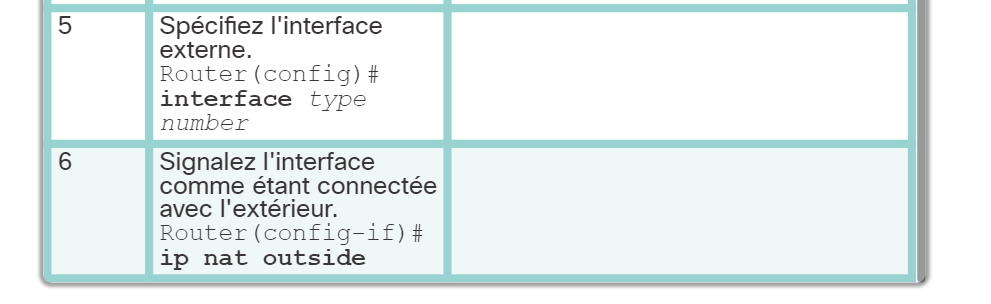 5
Spécifiez l'interface
externe.
Router(config)#
interface type
number
6
Signalez l'interface
comme étant connectée
avec l'extérieur.
Router(config-if)#
ip nat outside